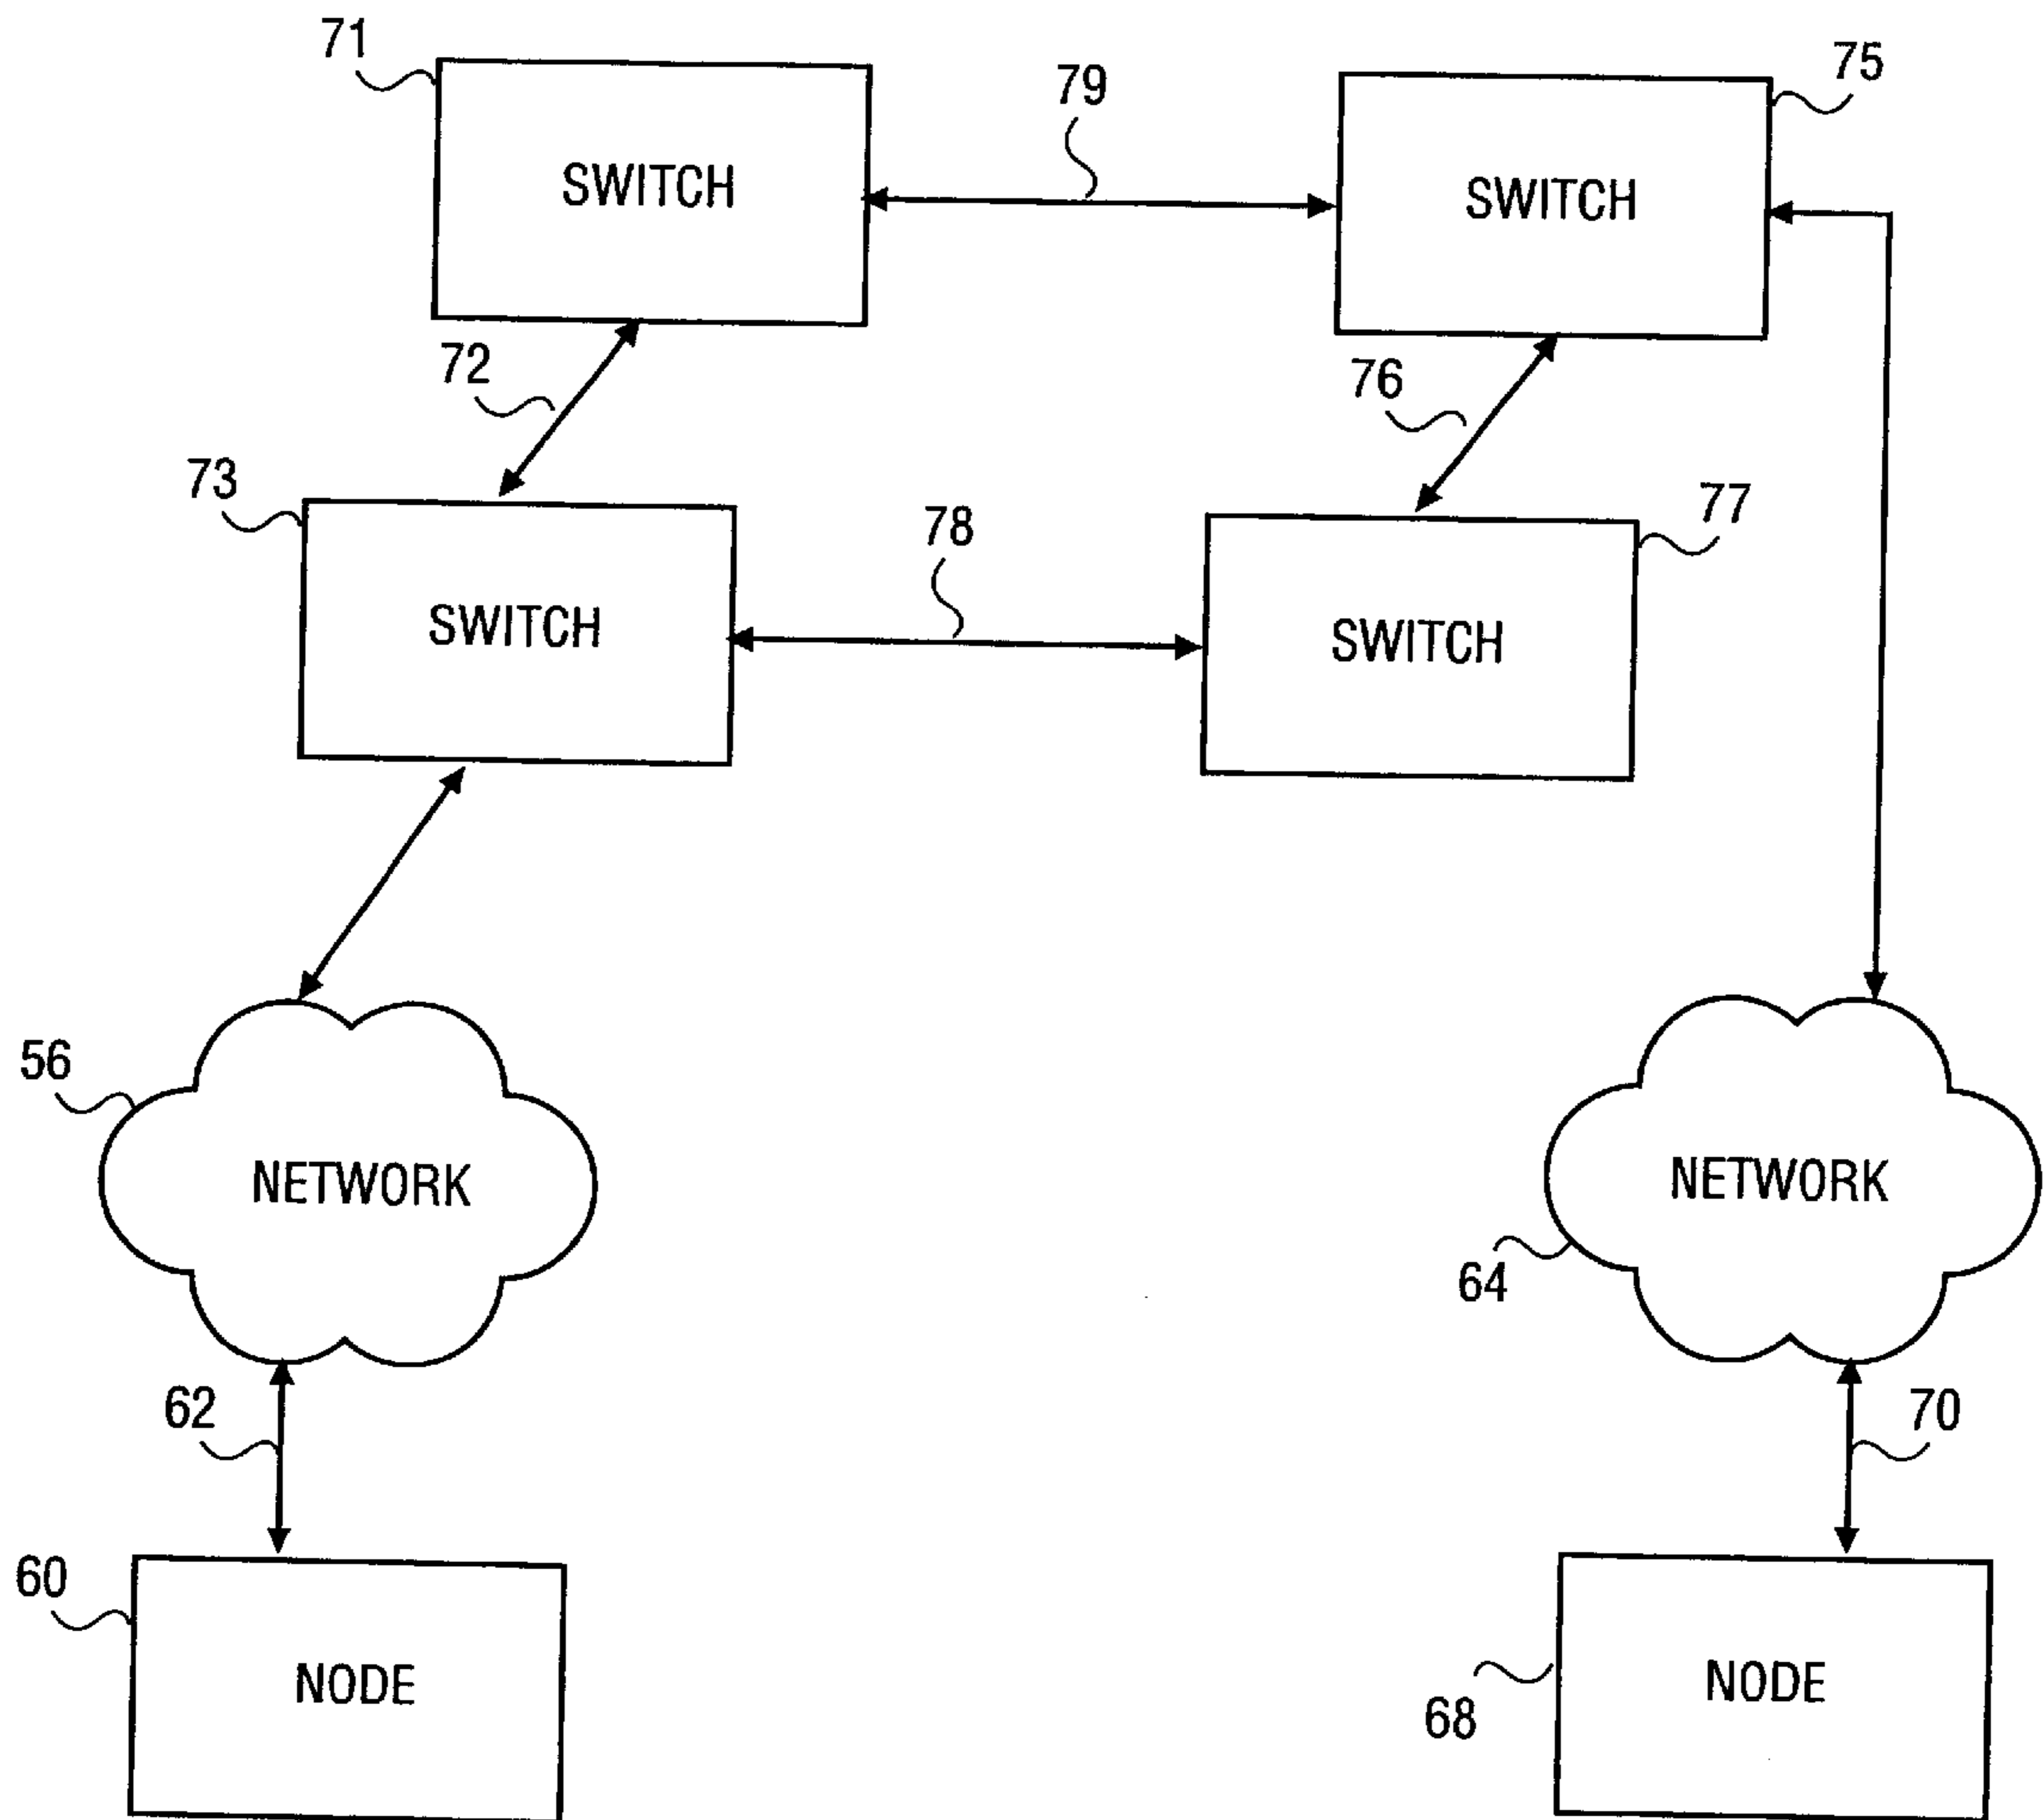 71
75
79
SWITCH
SWITCH
72
76
73
77
78
SWITCH
SWITCH
56
NETWORK
NETWORK
64
62
70
60
NODE
NODE
68